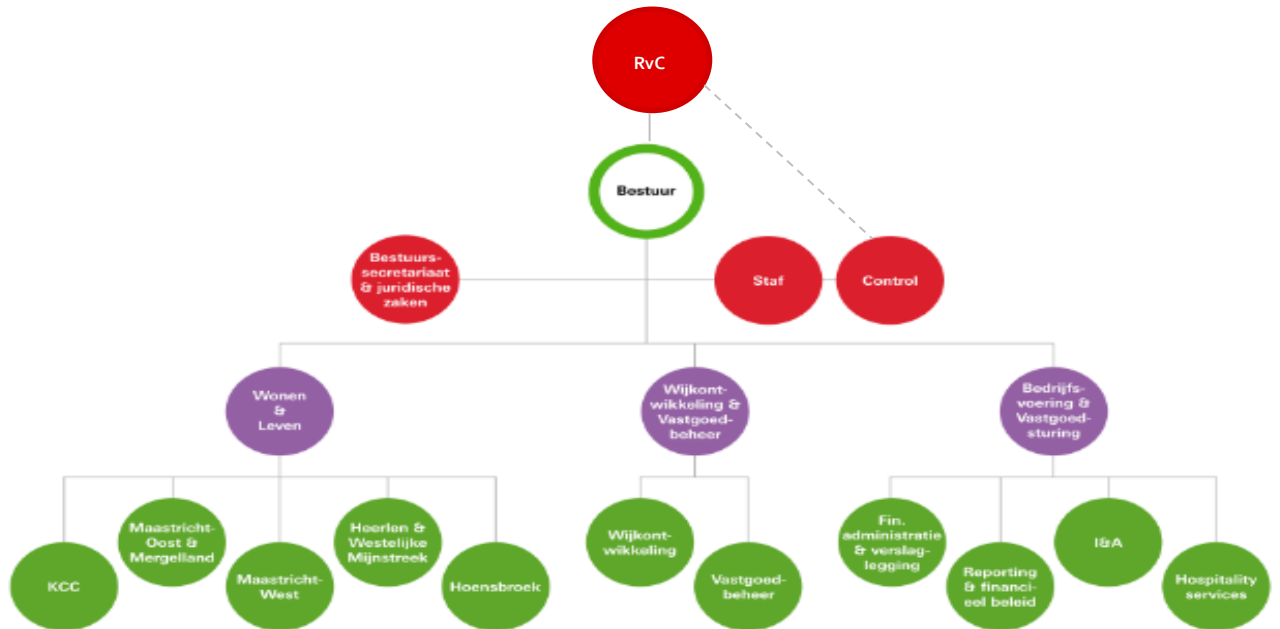 RvC
Bestuur
Bestuurs-
secretariaat
& juridische
zaken
Staf
Control
Wonen
&
Leven
Wijkont-
wikkeling &
Vastgoed-
beheer
Bedrijfs-
voering &
Vastgoed-
sturing
KCC
Maastricht-
Oost &
Mergelland
Maastricht-
West
Heerlen &
Westelijke
Mijnstreek
Hoensbroek
Wijkont-
wikkeling
Vastgoed-
beheer
Fin.
administratie
& verslag-
legging
Reporting
& financi-
eel beleid
I&A
Hospitality
services